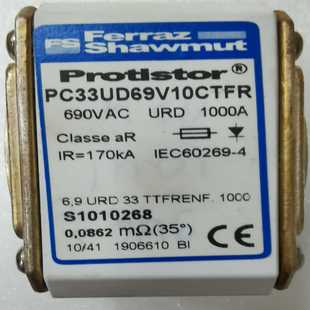 FS Ferraz
Shawmut
Protistor®
PC33UD69V10CTFR
690VAC URD 1000A
Classe aR
IR=170kA IEC60269-4
6,9 URD 33 TTFRENF. 1000
S1010268
0,0862 mΩ(35°)
10/41 1906610 BI CE